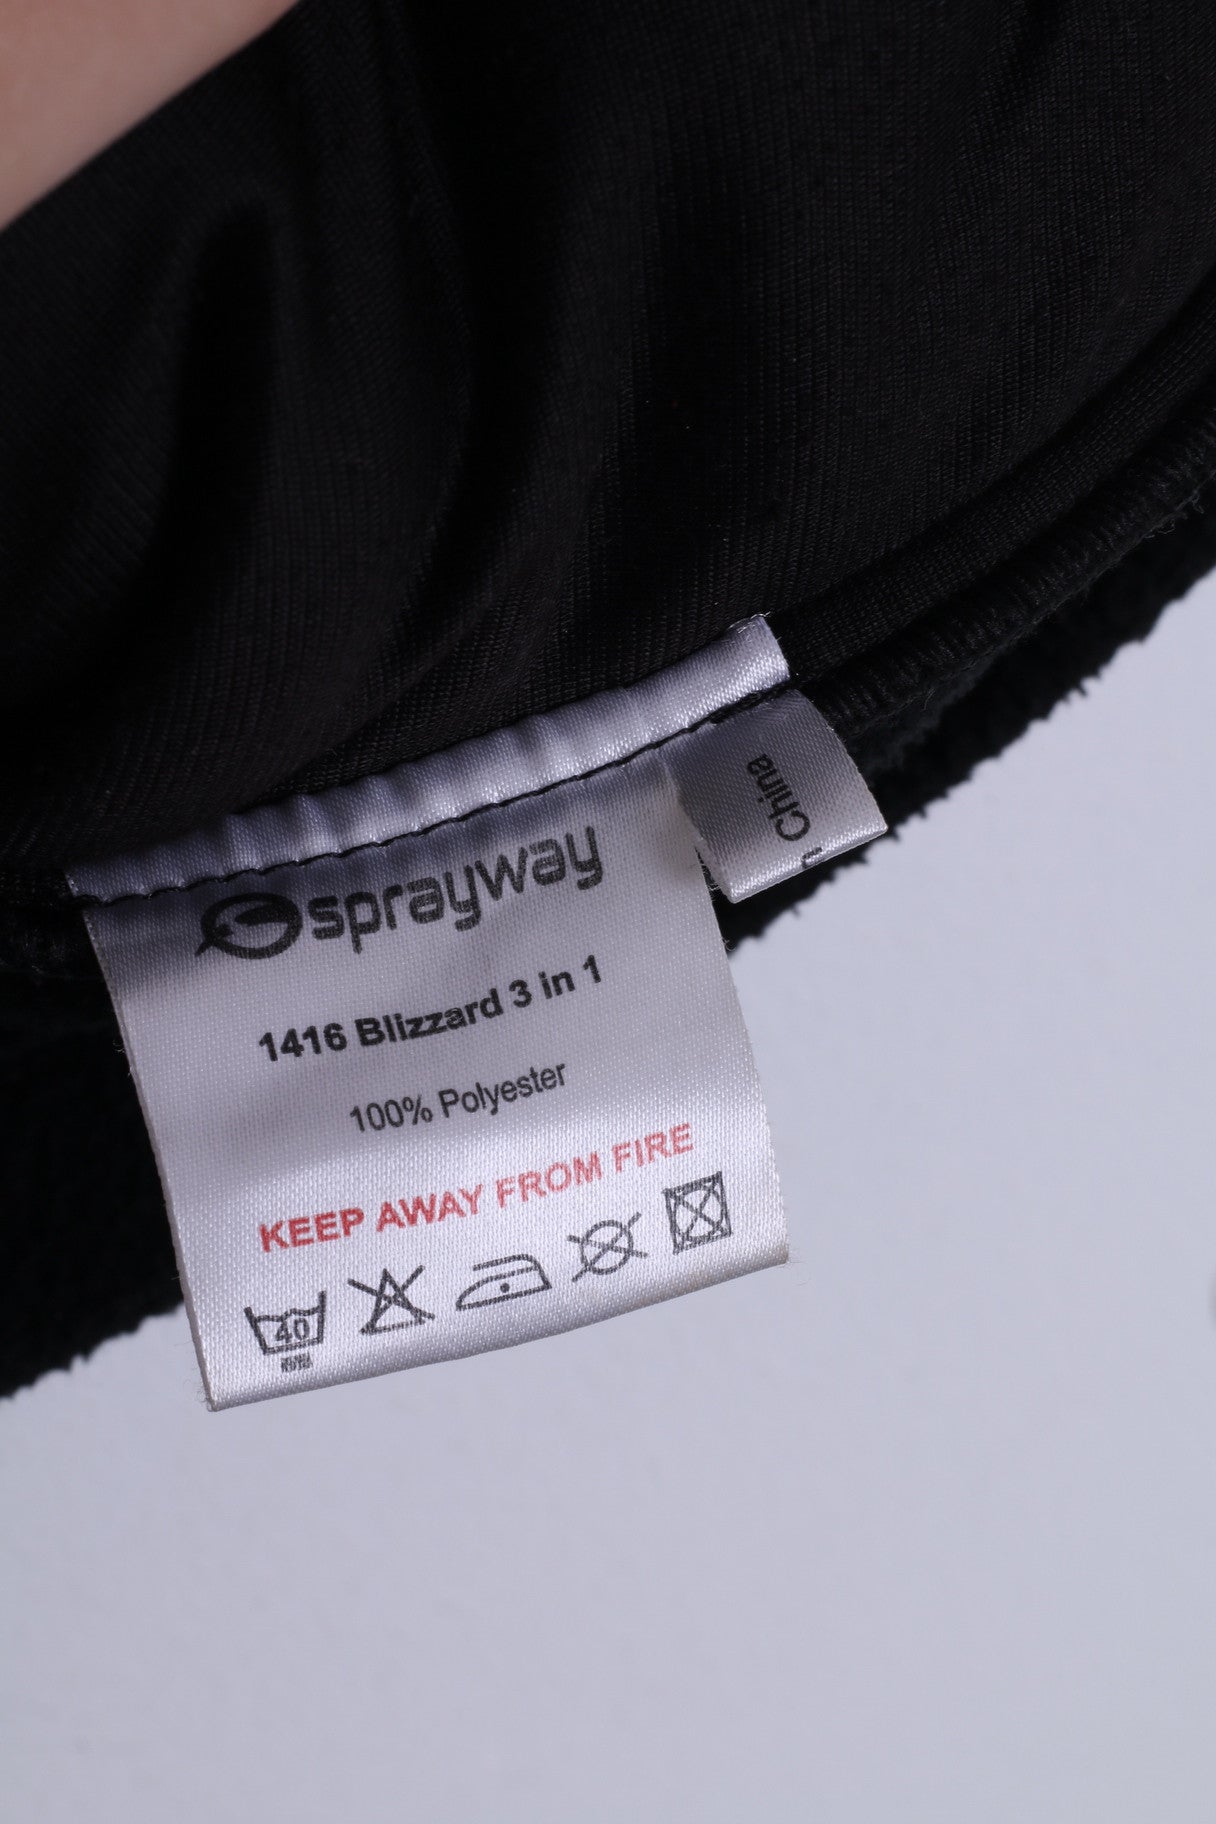 sprayway
1416 Blizzard 3 in 1
100% Polyester
KEEP AWAY FROM FIRE
40
China